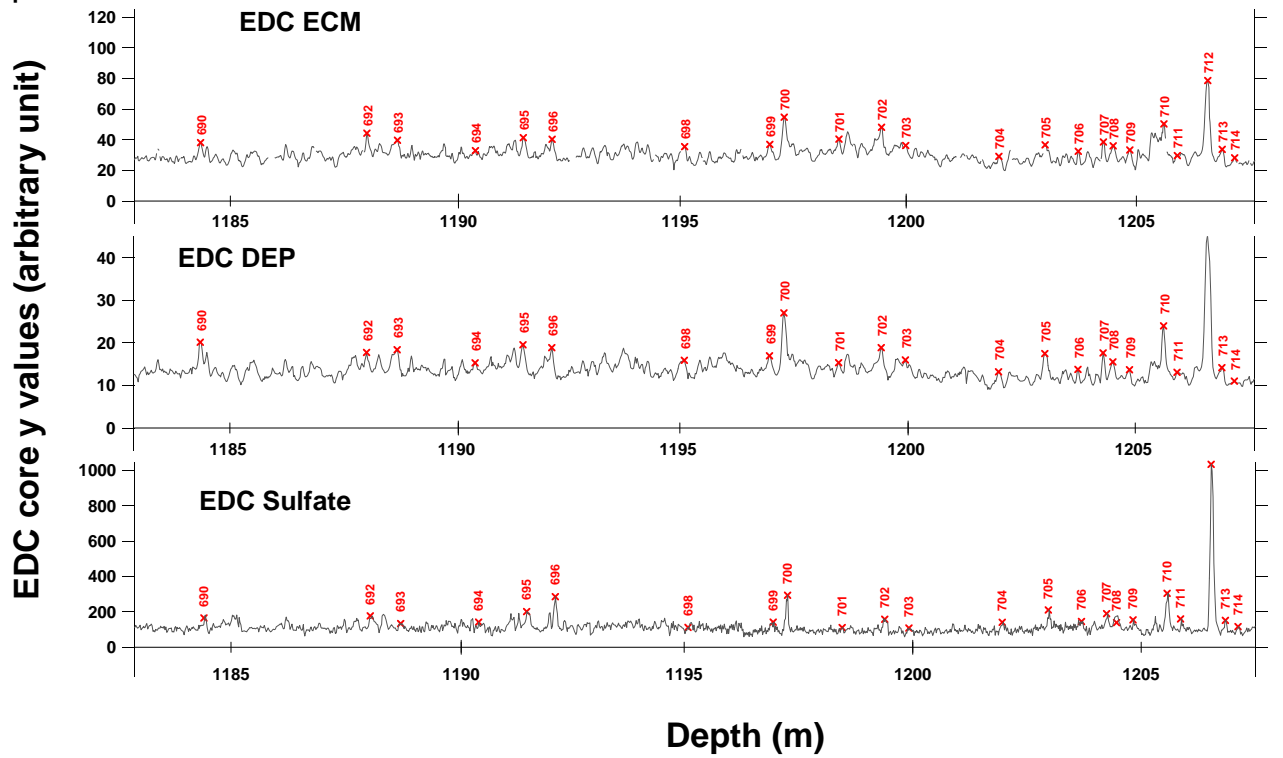 EDC core y values (arbitrary unit)
EDC ECM
120
100
80
60
40
20
0
690 692 693 694 695 696 698 699 700 701 702 703 704 705 706 707 708 709 710 711 712 713 714
1185 1190 1195 1200 1205
EDC DEP
40
30
20
10
0
690 692 693 694 695 696 698 699 700 701 702 703 704 705 706 707 708 709 710 711 713 714
1185 1190 1195 1200 1205
EDC Sulfate
1000
800
600
400
200
0
690 692 693 694 695 696 698 699 700 701 702 703 704 705 706 707 708 709 710 711 713 714
1185 1190 1195 1200 1205
Depth (m)